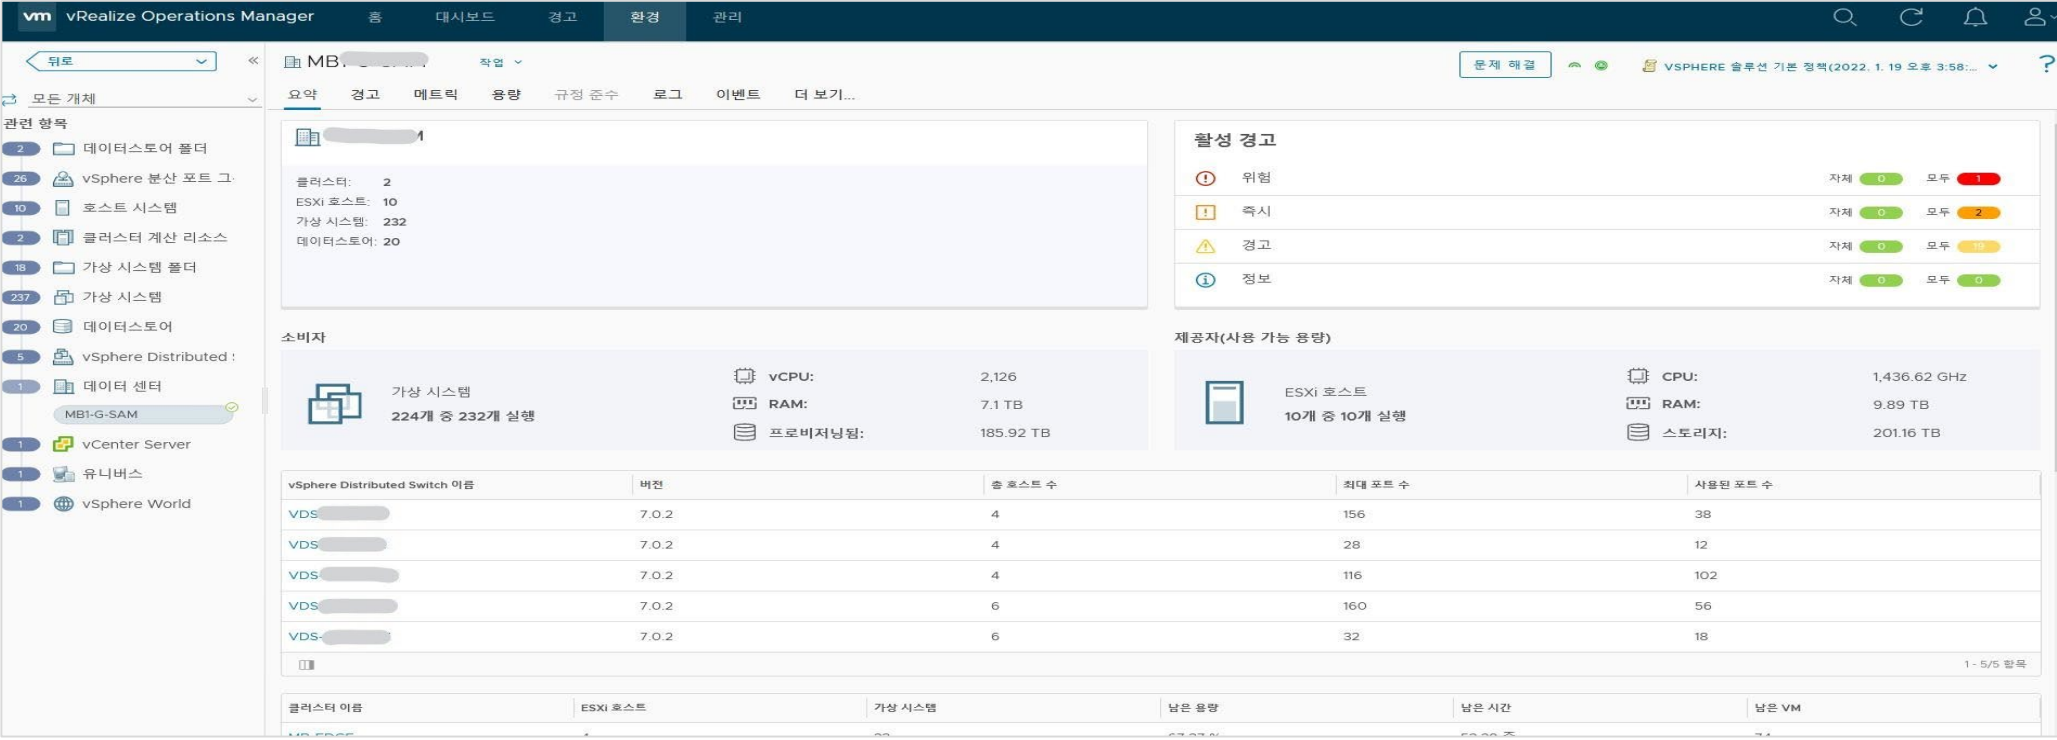 vm vRealize Operations Manager 홈 대시보드 경고 환경 관리
뒤로 « MB1 작업
문제 해결 VSPHERE 솔루션 기본 정책(2022. 1. 19 오후 3:58:... ?
모든 개체
요약 경고 메트릭 용량 규정 준수 로그 이벤트 더 보기...
관련 항목
2 데이터스토어 폴더
26 vSphere 분산 포트 그
10 호스트 시스템
2 클러스터 계산 리소스
18 가상 시스템 폴더
237 가상 시스템
20 데이터스토어
5 vSphere Distributed
1 데이터 센터
MB1-G-SAM
1 vCenter Server
1 유니버스
1 vSphere World
클러스터: 2
ESXi 호스트: 10
가상 시스템: 232
데이터스토어: 20
활성 경고
위험 자체 0 모두 1
즉시 자체 0 모두 2
경고 자체 0 모두 19
정보 자체 0 모두 0
소비자
가상 시스템
224개 중 232개 실행
vCPU: 2,126
RAM: 7.1 TB
프로비저닝됨: 185.92 TB
제공자(사용 가능 용량)
ESXi 호스트
10개 중 10개 실행
CPU: 1,436.62 GHz
RAM: 9.89 TB
스토리지: 201.16 TB
vSphere Distributed Switch 이름 버전 총 호스트 수 최대 포트 수 사용된 포트 수
VDS 7.0.2 4 156 38
VDS 7.0.2 4 28 12
VDS 7.0.2 4 116 102
VDS 7.0.2 6 160 56
VDS- 7.0.2 6 32 18
1 - 5/5 항목
클러스터 이름 ESXi 호스트 가상 시스템 남은 용량 남은 시간 남은 VM